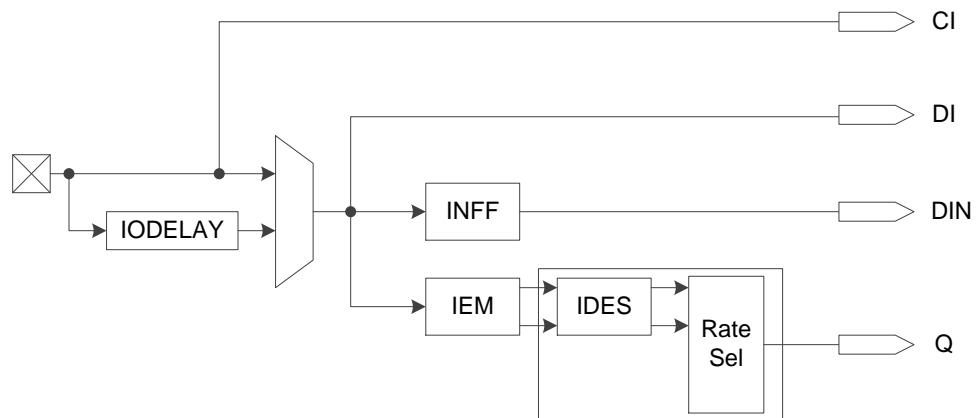 CI
DI
INFF
DIN
IODELAY
IEM
IDES
Rate
Sel
Q